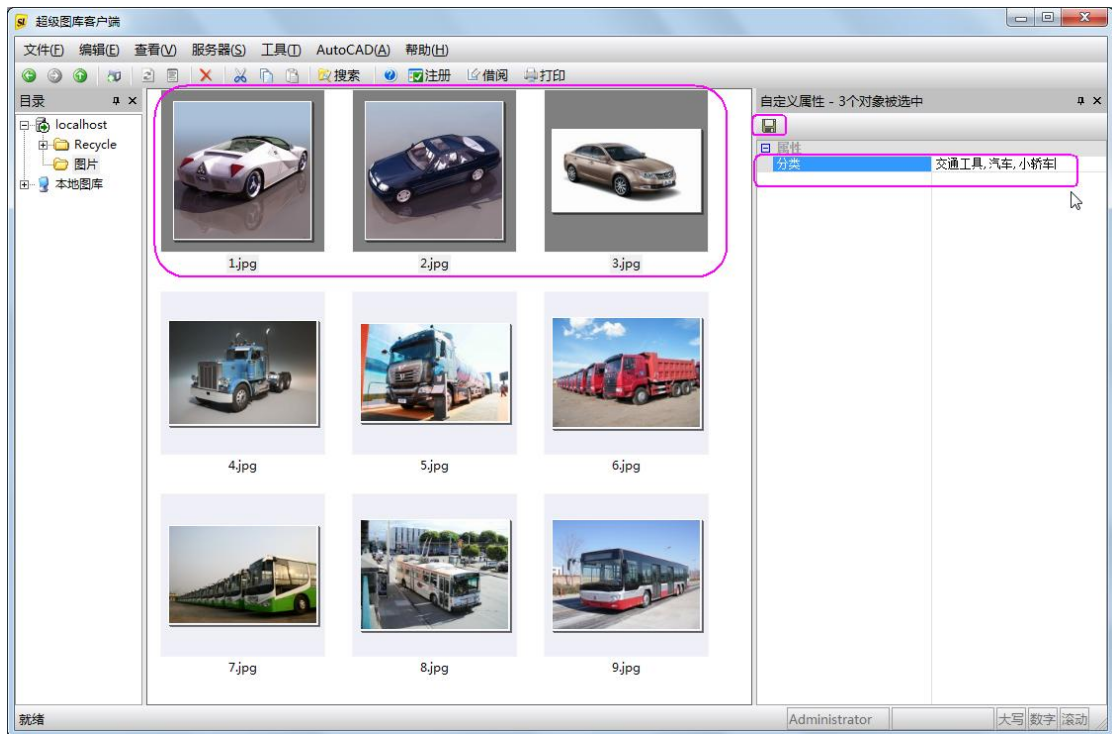 超级图库客户端
文件(F) 编辑(E) 查看(V) 服务器(S) 工具(T) AutoCAD(A) 帮助(H)
搜索 注册 借阅 打印
目录
localhost
Recycle
图片
本地图库
1.jpg 2.jpg 3.jpg
4.jpg 5.jpg 6.jpg
7.jpg 8.jpg 9.jpg
自定义属性 - 3个对象被选中
属性
分类 交通工具, 汽车, 小轿车
就绪 Administrator 大写 数字 滚动